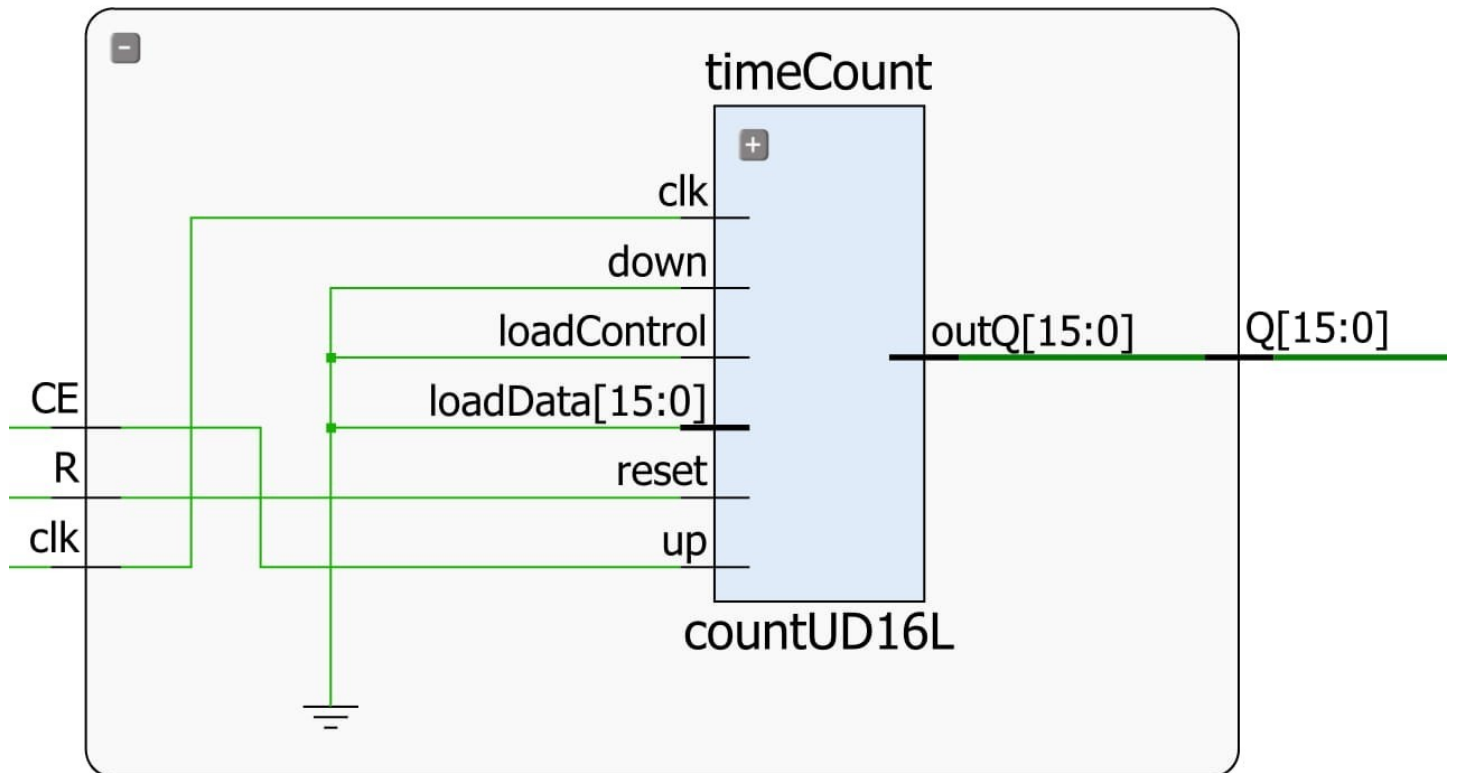 timeCount
clk
down
loadControl
outQ[15:0]
Q[15:0]
CE
loadData[15:0]
R
reset
clk
up
countUD16L